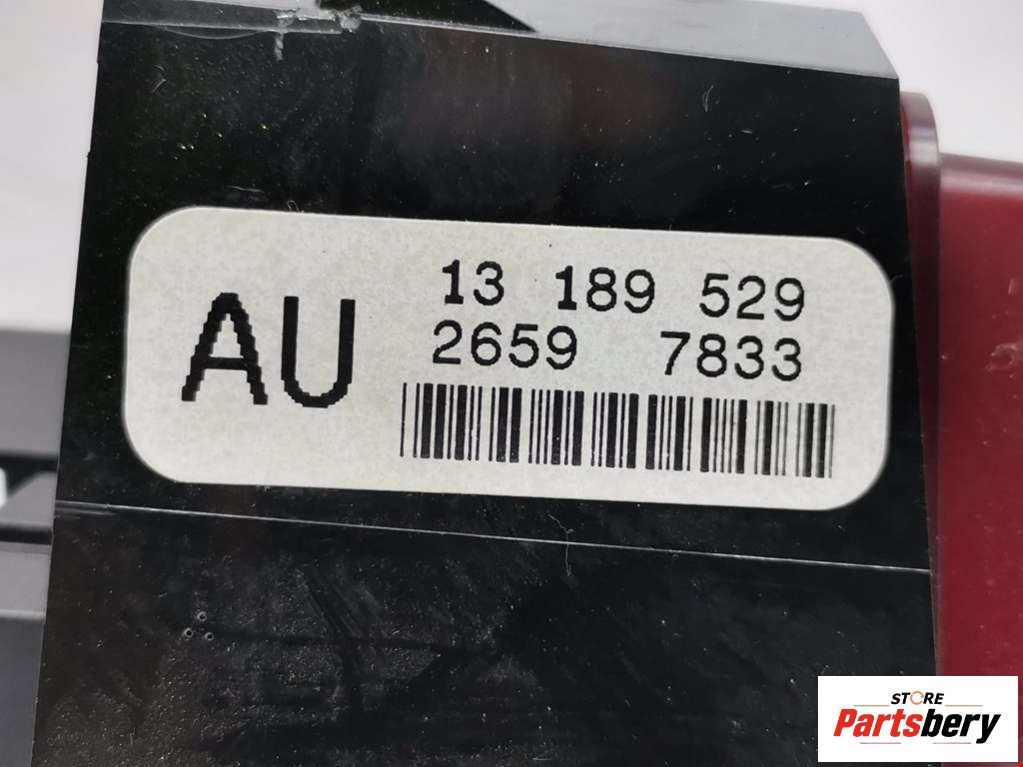 AU
13 189 529
2659 7833
STORE
Partsbery